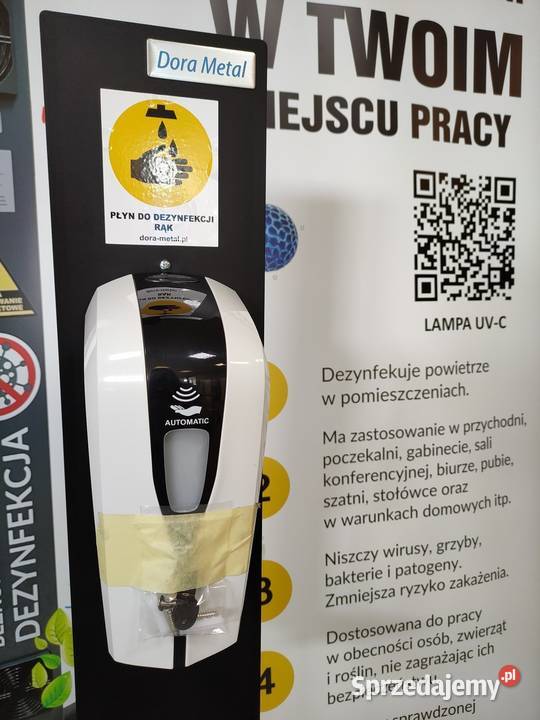 W TWOIM
EJSCU PRACY
Dora Metal
PŁYN DO DEZYNFEKCJI
RĄK
dora-metal.pl
AUTOMATIC
LAMPA UV-C
Dezynfekuje powietrze
w pomieszczeniach.
2
Ma zastosowanie w przychodni,
poczekalni, gabinecie, sali
konferencyjnej, biurze, pubie,
szatni, stołówce oraz
w warunkach domowych itp.
3
Niszczy wirusy, grzyby,
bakterie i patogeny.
Zmniejsza ryzyko zakażenia.
4
Dostosowana do pracy
w obecności osób, zwierząt
i roślin, nie zagrażając ich
sprawdzonej
DEZYNFEKCJA
Sprzedajemy.pl